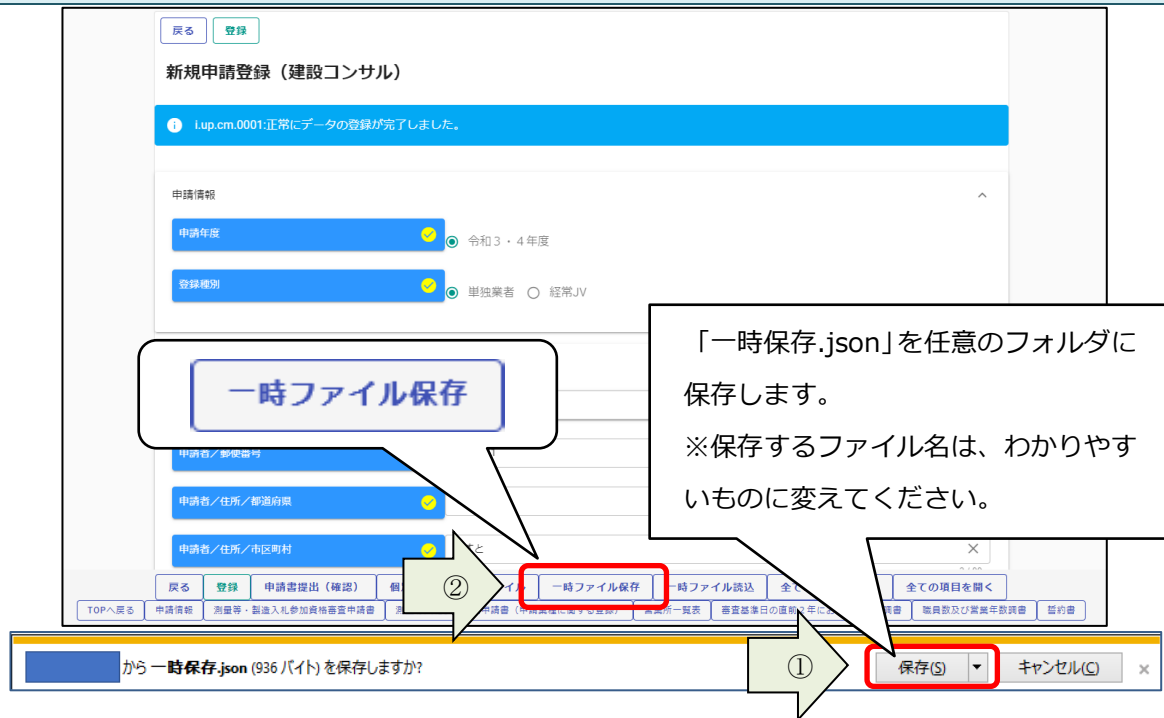 戻る 登録
新規申請登録（建設コンサル）
i.up.cm.0001:正常にデータの登録が完了しました。
申請情報
申請年度 令和３・４年度
登録種別 単独業者 経常JV
一時ファイル保存
「一時保存.json」を任意のフォルダに
保存します。
※保存するファイル名は、わかりやす
いものに変えてください。
申請者／郵便番号
申請者／住所／都道府県
申請者／住所／市区町村
②
戻る 登録 申請書提出（確認） 一時ファイル保存 一時ファイル読込 全ての項目を開く
TOPへ戻る 申請情報 測量等・製造入札参加資格審査申請書 審査基準日の直前２年に 職員数及び営業年数調書 誓約書
から 一時保存.json (936 バイト) を保存しますか?
①
保存(S) キャンセル(C) ×